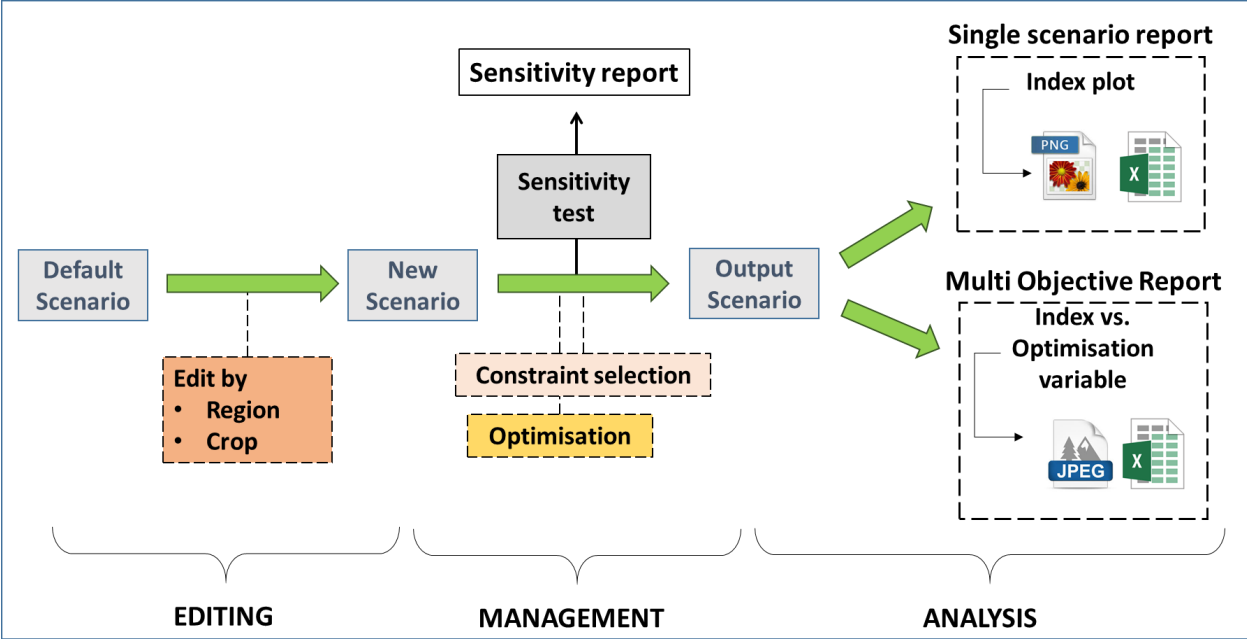 Single scenario report
Index plot
PNG
X
Sensitivity report
Sensitivity
test
Default
Scenario
New
Scenario
Output
Scenario
Edit by
• Region
• Crop
Constraint selection
Optimisation
Multi Objective Report
Index vs.
Optimisation
variable
JPEG
X
EDITING
MANAGEMENT
ANALYSIS